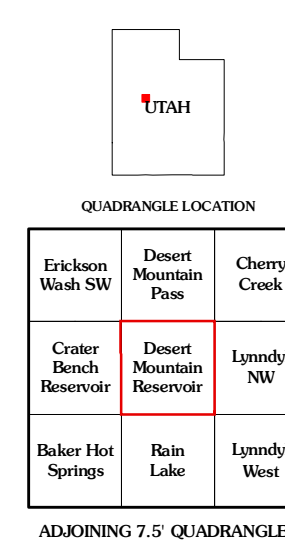 UTAH
QUADRANGLE LOCATION
Erickson
Wash SW
Desert
Mountain
Pass
Cherry
Creek
Crater
Bench
Reservoir
Desert
Mountain
Reservoir
Lynndy
NW
Baker Hot
Springs
Rain
Lake
Lynndy
West
ADJOINING 7.5' QUADRANGLE